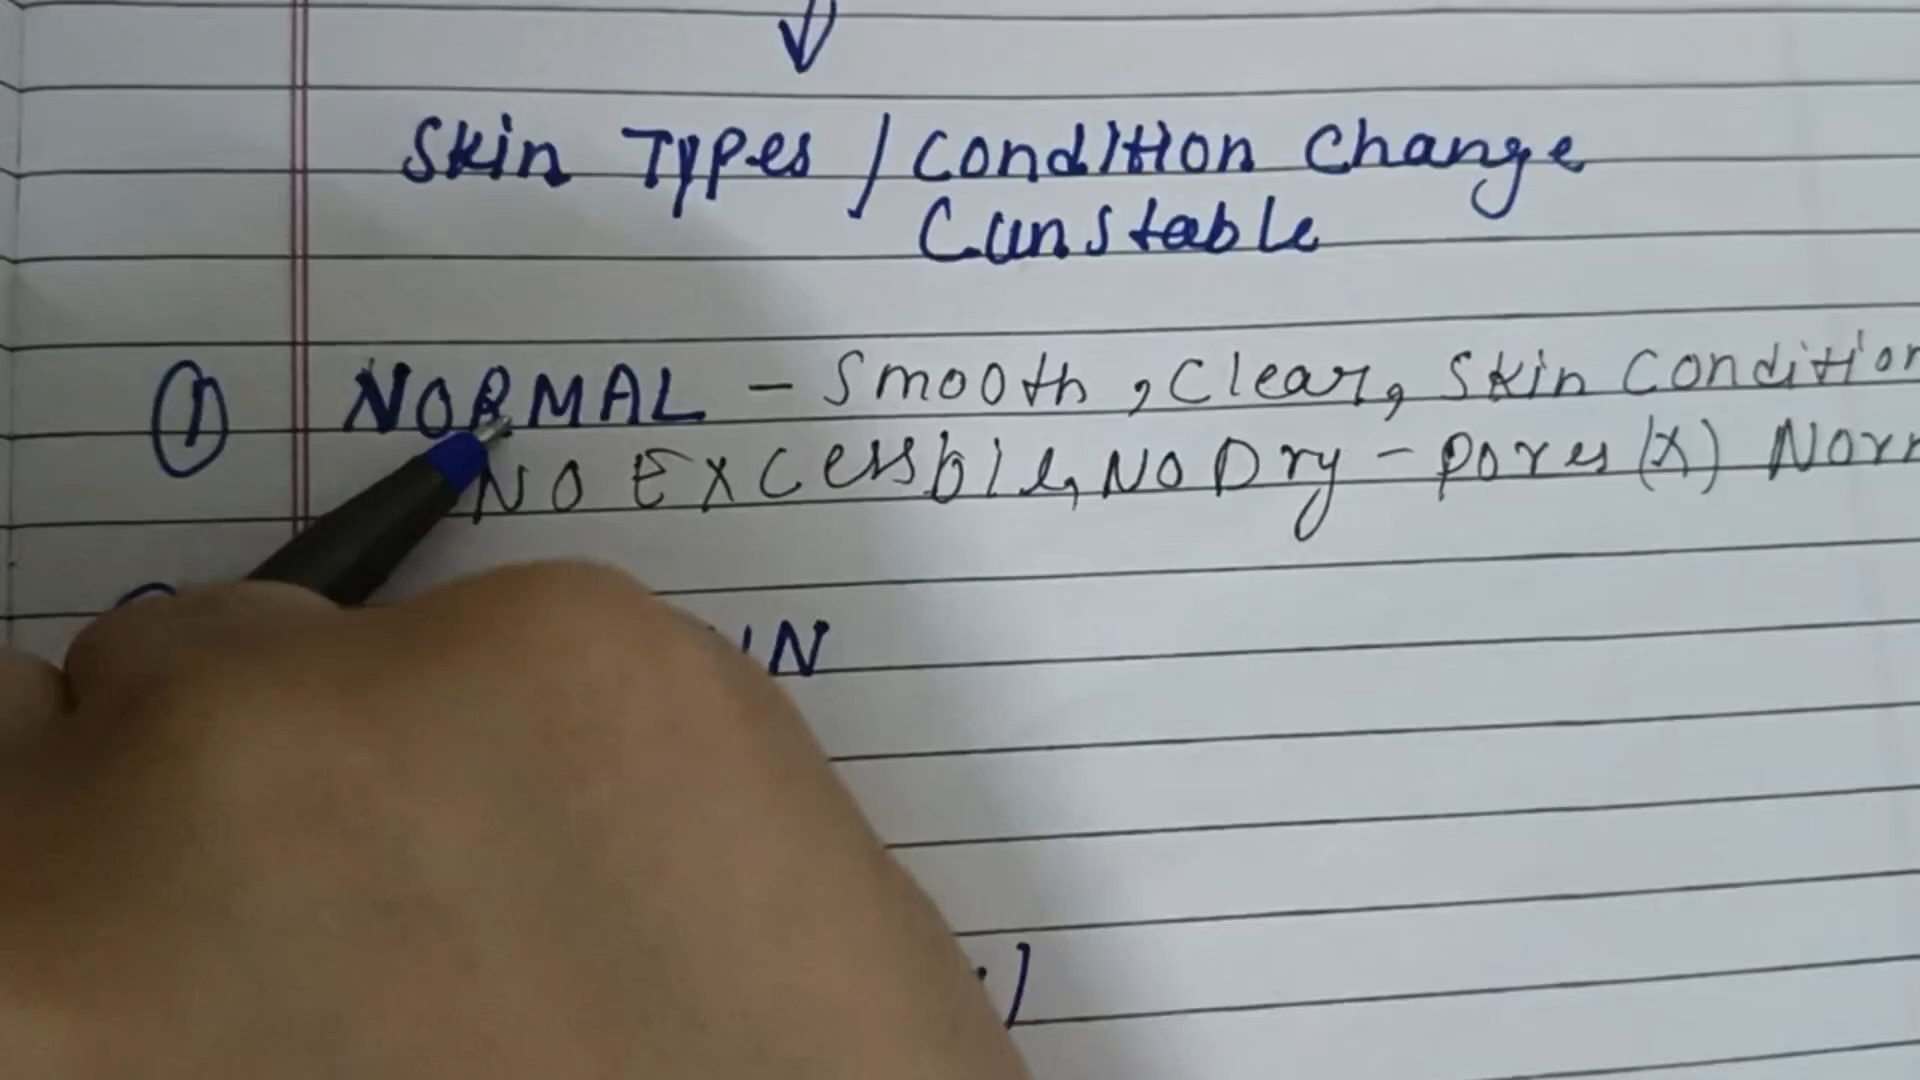 Skin Types / Condition Change
Cunstable
① NORMAL - Smooth, Clear, Skin Condition
NO Excessble, NO Dry - pores (x) Nor